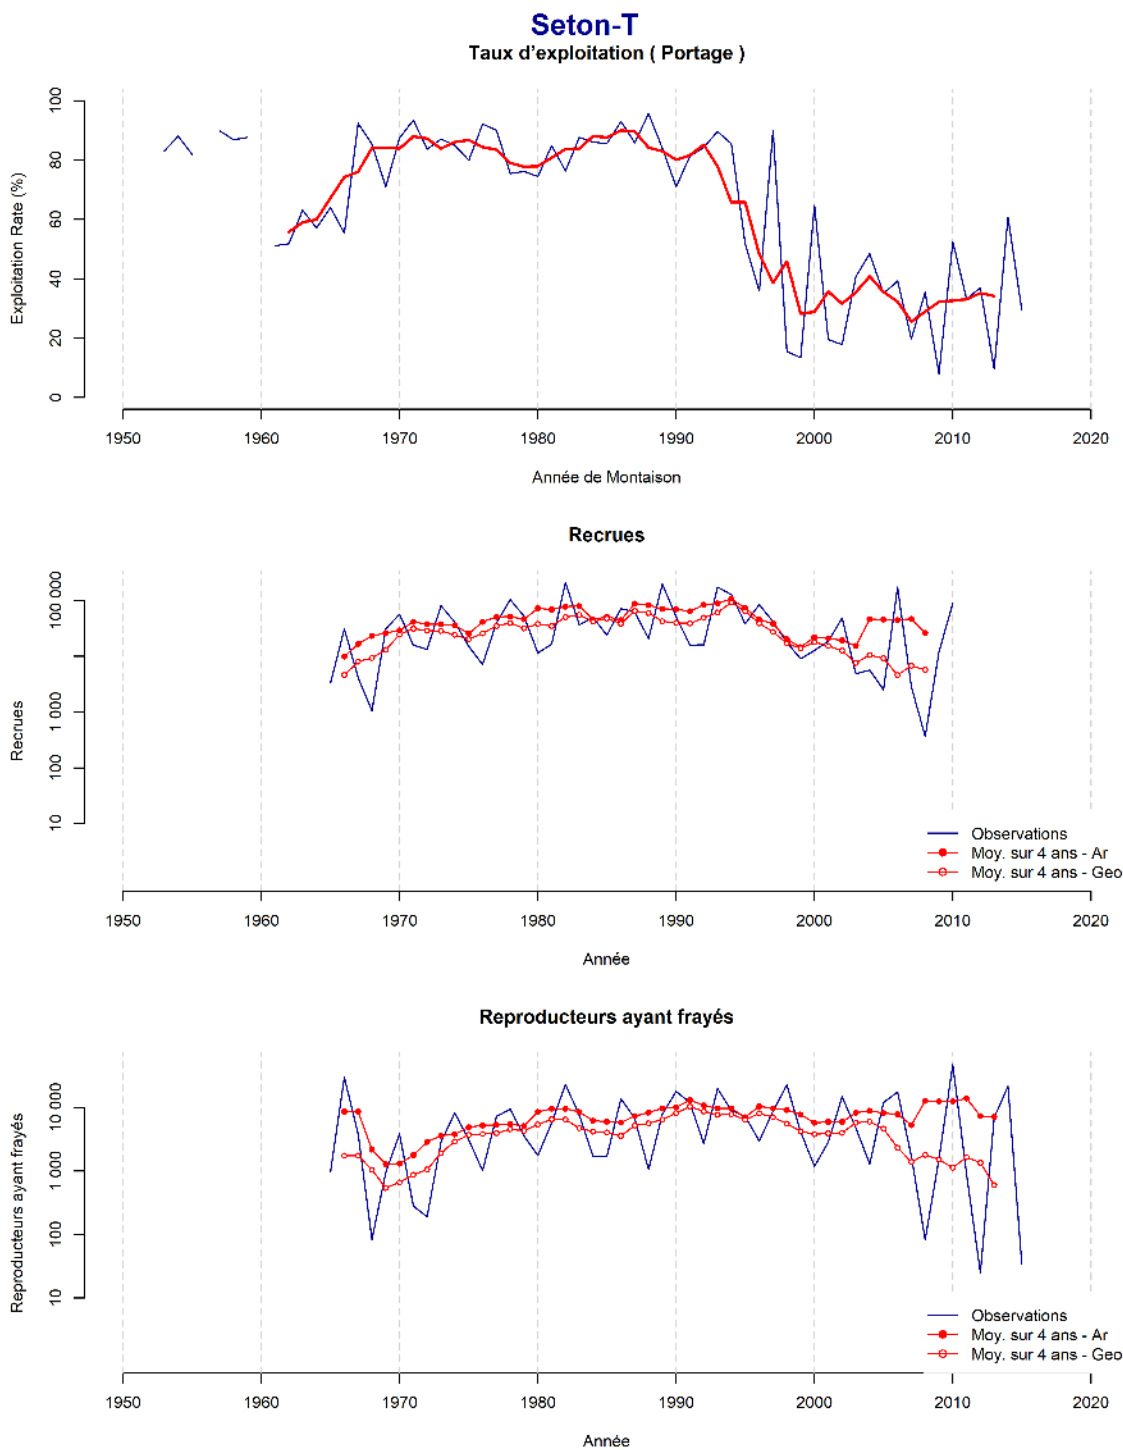 Seton-T
Taux d'exploitation ( Portage )
Exploitation Rate (%)
100
80
60
40
20
0
1950 1960 1970 1980 1990 2000 2010 2020
Année de Montaison
Recrues
Recrues
100 000
1 000
100
10
Observations
Moy. sur 4 ans - Ar
Moy. sur 4 ans - Geo
1950 1960 1970 1980 1990 2000 2010 2020
Année
Reproducteurs ayant frayés
Reproducteurs ayant frayés
10 000
1 000
100
10
Observations
Moy. sur 4 ans - Ar
Moy. sur 4 ans - Geo
1950 1960 1970 1980 1990 2000 2010 2020
Année